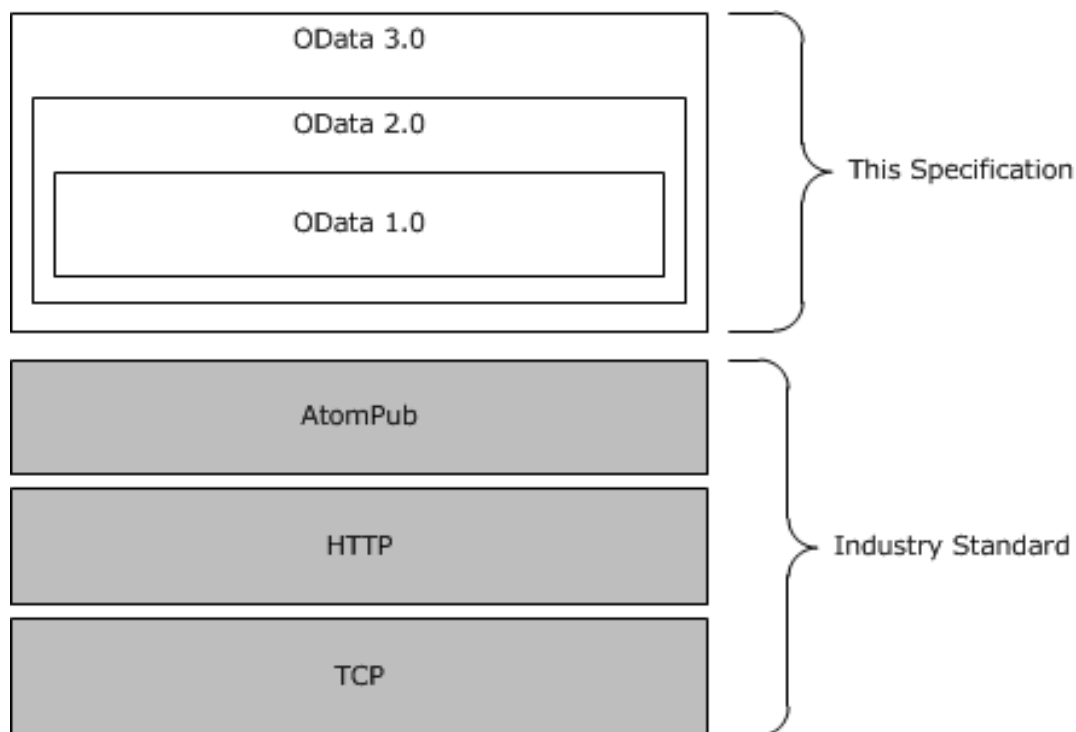 OData 3.0
OData 2.0
OData 1.0
This Specification
AtomPub
HTTP
Industry Standard
TCP